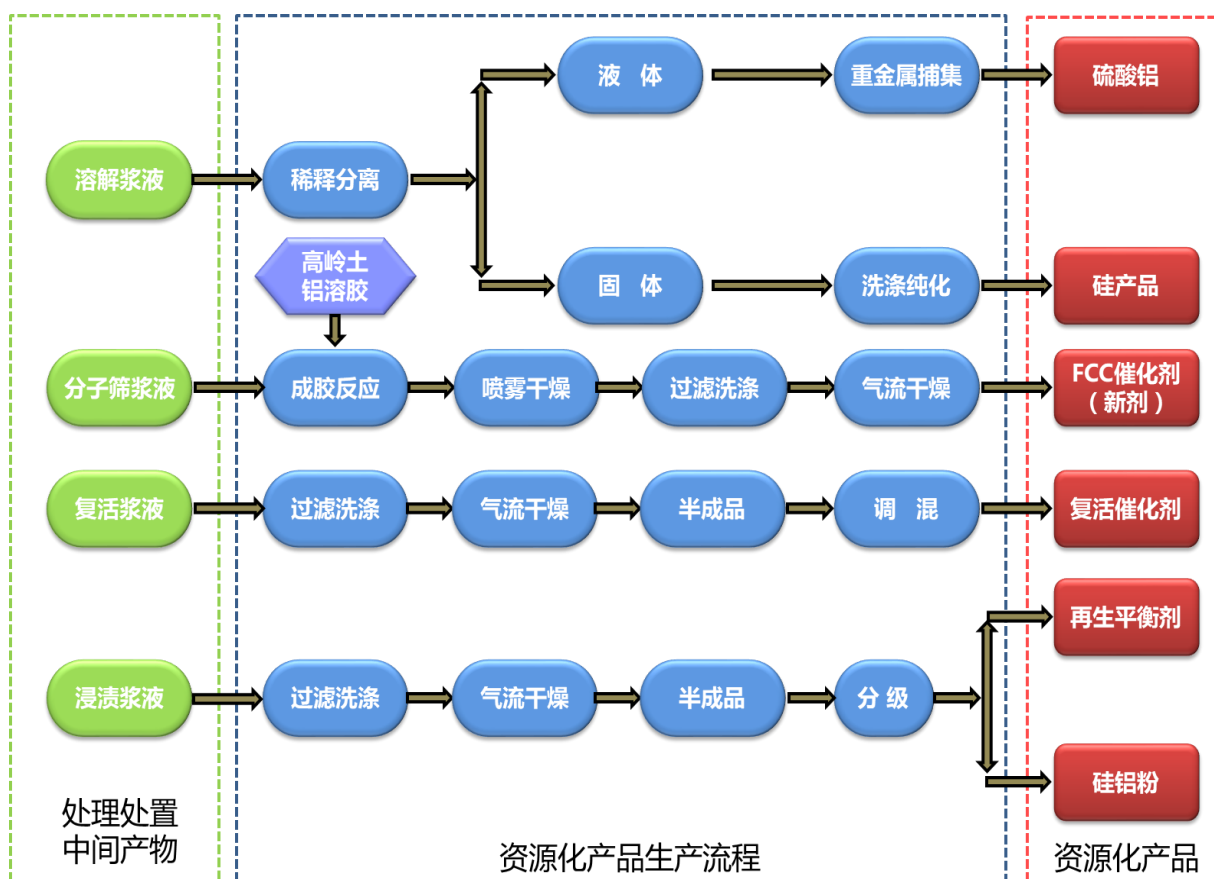 液 体
重金属捕集
硫酸铝
溶解浆液
稀释分离
高岭土
铝溶胶
固 体
洗涤纯化
硅产品
分子筛浆液
成胶反应
喷雾干燥
过滤洗涤
气流干燥
FCC催化剂
（新剂）
复活浆液
过滤洗涤
气流干燥
半成品
调 混
复活催化剂
再生平衡剂
浸渍浆液
过滤洗涤
气流干燥
半成品
分 级
硅铝粉
处理处置
中间产物
资源化产品生产流程
资源化产品